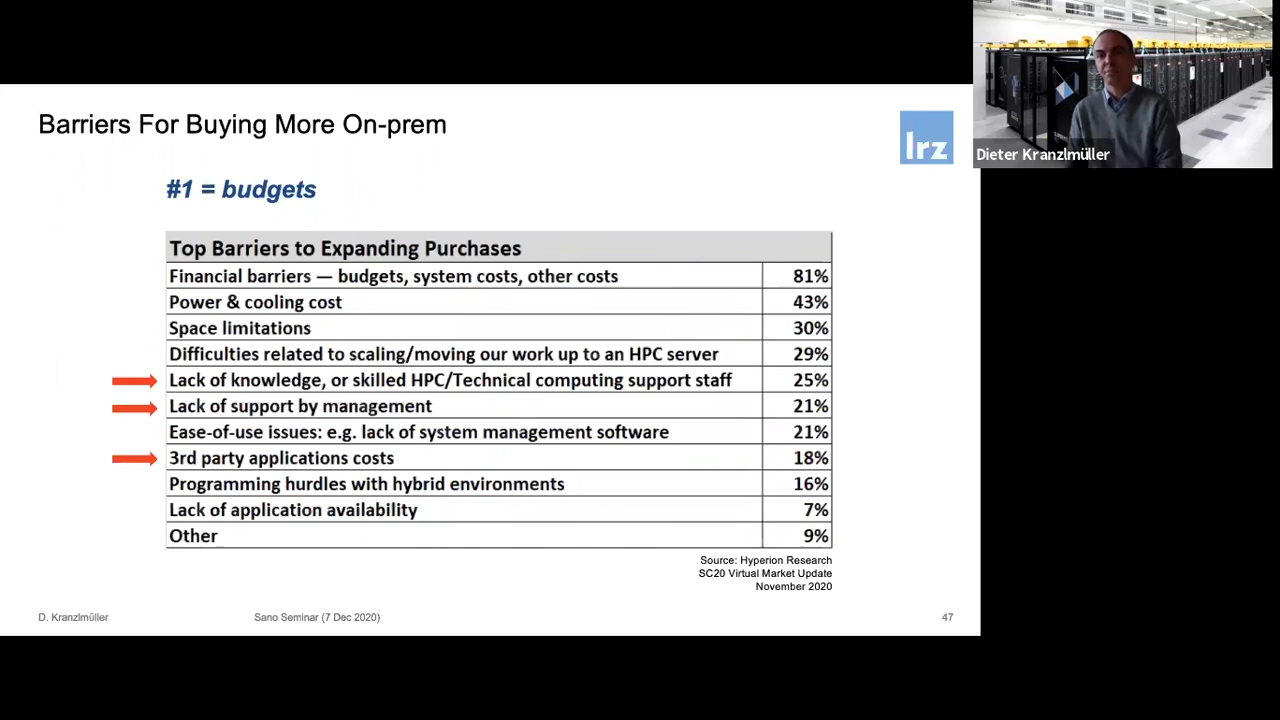 Barriers For Buying More On-prem
lrz
Dieter Kranzlmüller
#1 = budgets
Top Barriers to Expanding Purchases
Financial barriers — budgets, system costs, other costs 81%
Power & cooling cost 43%
Space limitations 30%
Difficulties related to scaling/moving our work up to an HPC server 29%
Lack of knowledge, or skilled HPC/Technical computing support staff 25%
Lack of support by management 21%
Ease-of-use issues: e.g. lack of system management software 21%
3rd party applications costs 18%
Programming hurdles with hybrid environments 16%
Lack of application availability 7%
Other 9%
Source: Hyperion Research
SC20 Virtual Market Update
November 2020
D. Kranzlmüller Sano Seminar (7 Dec 2020) 47